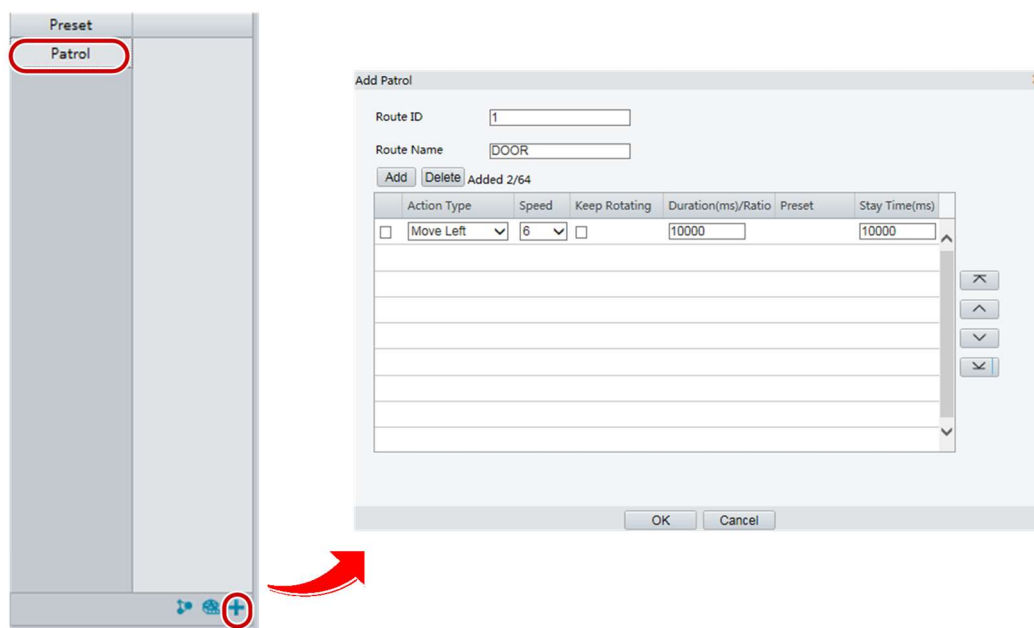 Preset
Patrol
Add Patrol
Route ID 1
Route Name DOOR
Add Delete Added 2/64
Action Type Speed Keep Rotating Duration(ms)/Ratio Preset Stay Time(ms)
Move Left 6 10000 10000
OK Cancel